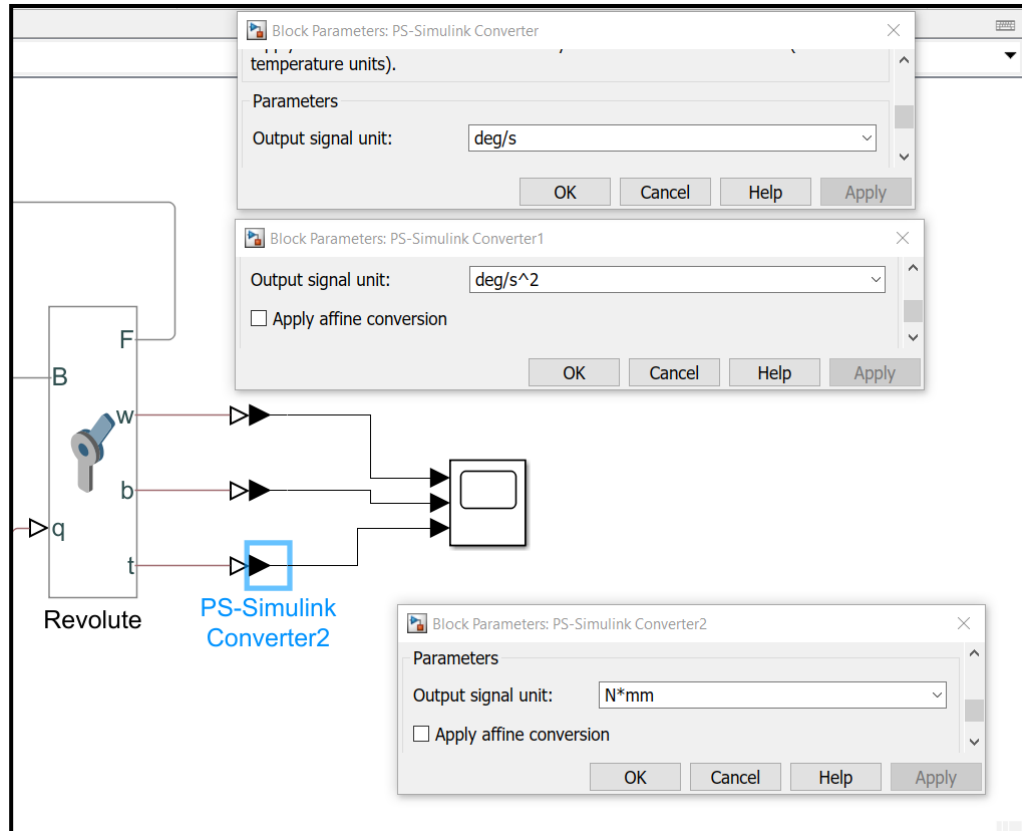 Block Parameters: PS-Simulink Converter
temperature units).
Parameters
Output signal unit: deg/s
OK Cancel Help Apply
Block Parameters: PS-Simulink Converter1
Output signal unit: deg/s^2
Apply affine conversion
OK Cancel Help Apply
F
B
w
b
q
t
Revolute
PS-Simulink
Converter2
Block Parameters: PS-Simulink Converter2
Parameters
Output signal unit: N*mm
Apply affine conversion
OK Cancel Help Apply